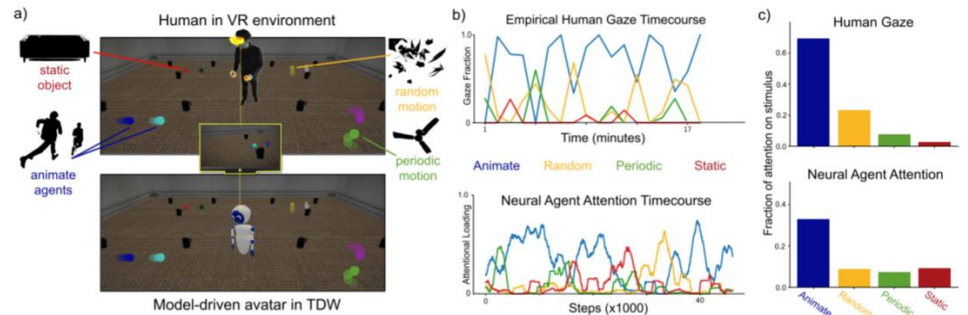 a)
Human in VR environment
static
object
random
motion
animate
agents
periodic
motion
Model-driven avatar in TDW
b)
Empirical Human Gaze Timecourse
Gaze Fraction
1.0
0
1
17
Time (minutes)
Animate
Random
Periodic
Static
Neural Agent Attention Timecourse
Attentional Loading
1.0
0
0
40
Steps (x1000)
c)
Human Gaze
Fraction of attention on stimulus
0.6
0.4
0.2
0.0
Neural Agent Attention
0.4
0.2
0.0
Animate
Random
Periodic
Static